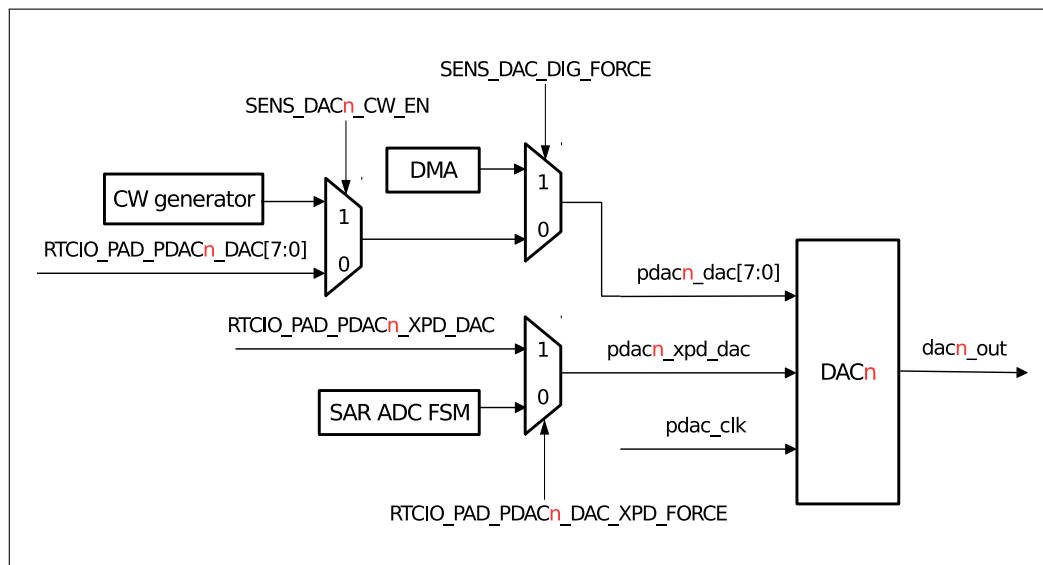 SENS_DAC_DIG_FORCE
SENS_DACn_CW_EN
DMA
CW generator
1
1
RTCIO_PAD_PDACn_DAC[7:0]
0
0
pdacn_dac[7:0]
RTCIO_PAD_PDACn_XPD_DAC
1
pdacn_xpd_dac
dacn_out
DACn
SAR ADC FSM
0
pdac_clk
RTCIO_PAD_PDACn_DAC_XPD_FORCE